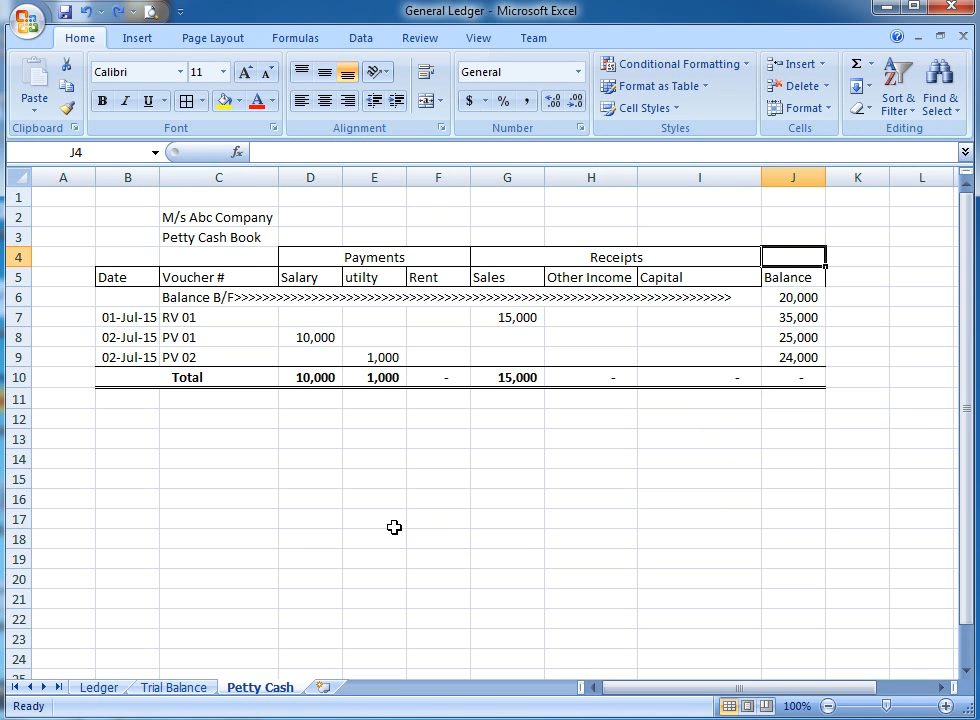 General Ledger - Microsoft Excel
Home Insert Page Layout Formulas Data Review View Team
Paste
Clipboard
Calibri 11
B I U A
Font
Alignment
General
$ % , .00
Number
Conditional Formatting
Format as Table
Cell Styles
Styles
Insert
Delete
Format
Cells
Σ
Sort & Filter
Find & Select
Editing
J4 fx
A B C D E F G H I J K L
1
2 M/s Abc Company
3 Petty Cash Book
4 Payments Receipts
5 Date Voucher # Salary utilty Rent Sales Other Income Capital Balance
6 Balance B/F>>>>>>>>>>>>>>>>>>>>>>>>>>>>>>>>>>>>>>>>>>>>>>>>>>>>>>>>>>>>>>>>>>>>> 20,000
7 01-Jul-15 RV 01 15,000 35,000
8 02-Jul-15 PV 01 10,000 25,000
9 02-Jul-15 PV 02 1,000 24,000
10 Total 10,000 1,000 - 15,000 - - -
11
12
13
14
15
16
17
18
19
20
21
22
23
24
Ledger Trial Balance Petty Cash
Ready 100%